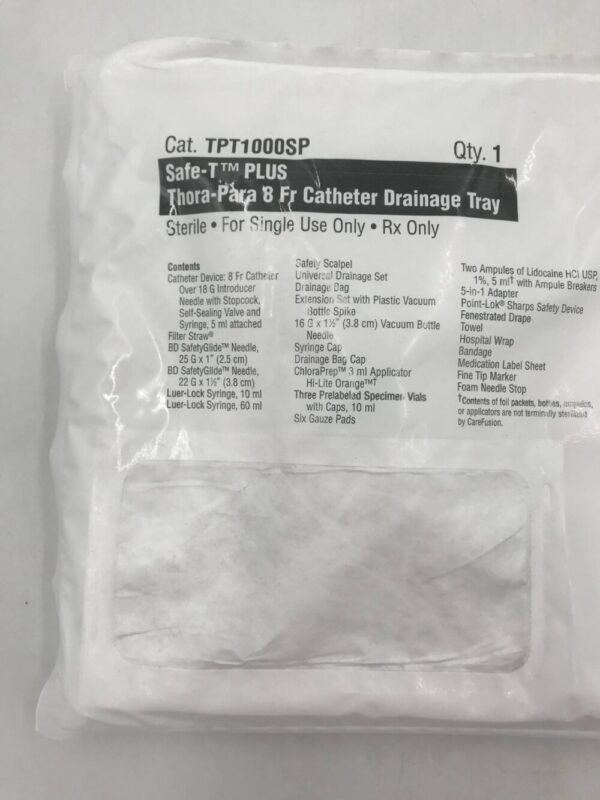 Cat. TPT1000SP
Qty. 1
Safe-T™ PLUS
Thora-Para 8 Fr Catheter Drainage Tray
Sterile • For Single Use Only • Rx Only
Contents
Catheter Device: 8 Fr Catheter
Over 18 G Introducer
Needle with Stopcock,
Self-Sealing Valve and
Syringe, 5 ml attached
Filter Straw®
BD SafetyGlide™ Needle,
25 G x 1" (2.5 cm)
BD SafetyGlide™ Needle,
22 G x 1½" (3.8 cm)
Luer-Lock Syringe, 10 ml
Luer-Lock Syringe, 60 ml
Safety Scalpel
Universal Drainage Set
Drainage Bag
Extension Set with Plastic Vacuum
Bottle Spike
16 G x 1½" (3.8 cm) Vacuum Bottle
Needle
Syringe Cap
Drainage Bag Cap
ChloraPrep™ 3 ml Applicator
Hi-Lite Orange™†
Three Prelabeled Specimen Vials
with Caps, 10 ml
Six Gauze Pads
Two Ampules of Lidocaine HCl USP,
1%, 5 ml† with Ampule Breakers
5-in-1 Adapter
Point-Lok® Sharps Safety Device
Fenestrated Drape
Towel
Hospital Wrap
Bandage
Medication Label Sheet
Fine Tip Marker
Foam Needle Stop
†Contents of foil packets, bottles, ampules,
or applicators are not terminally sterilized
by CareFusion.